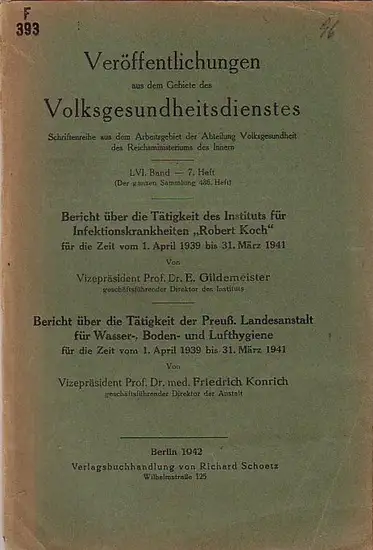 F
393
96
Veröffentlichungen
aus dem Gebiete des
Volksgesundheitsdienstes
Schriftenreihe aus dem Arbeitsgebiet der Abteilung Volksgesundheit
des Reichsministeriums des Innern
LVI. Band — 7. Heft
(Der ganzen Sammlung 486. Heft)
Bericht über die Tätigkeit des Instituts für
Infektionskrankheiten „Robert Koch"
für die Zeit vom 1. April 1939 bis 31. März 1941
Von
Vizepräsident Prof. Dr. E. Gildemeister
geschäftsführender Direktor des Instituts
Bericht über die Tätigkeit der Preuß. Landesanstalt
für Wasser-, Boden- und Lufthygiene
für die Zeit vom 1. April 1939 bis 31. März 1941
Von
Vizepräsident Prof. Dr. med. Friedrich Konrich
geschäftsführender Direktor der Anstalt
Berlin 1942
Verlagsbuchhandlung von Richard Schoetz
Wilhelmstraße 125